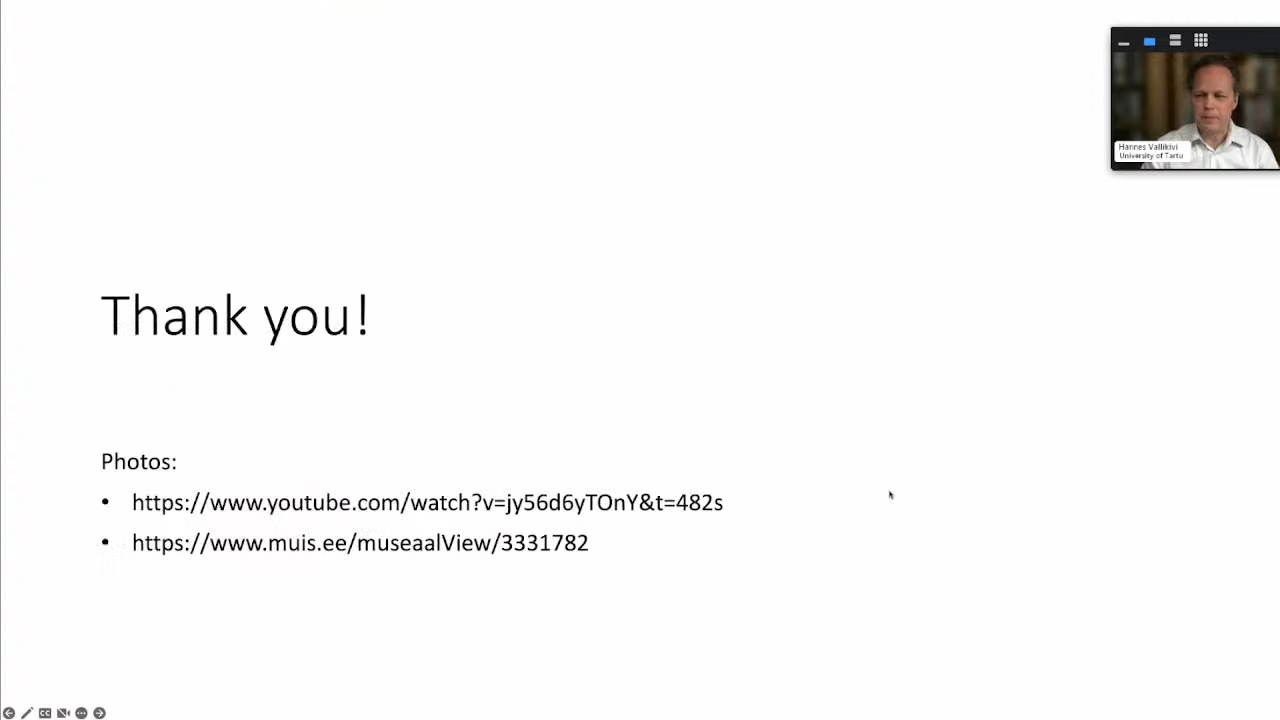 Hannes Vallikivi
University of Tartu
Thank you!
Photos:
• https://www.youtube.com/watch?v=jy56d6yTOnY&t=482s
• https://www.muis.ee/museaalView/3331782